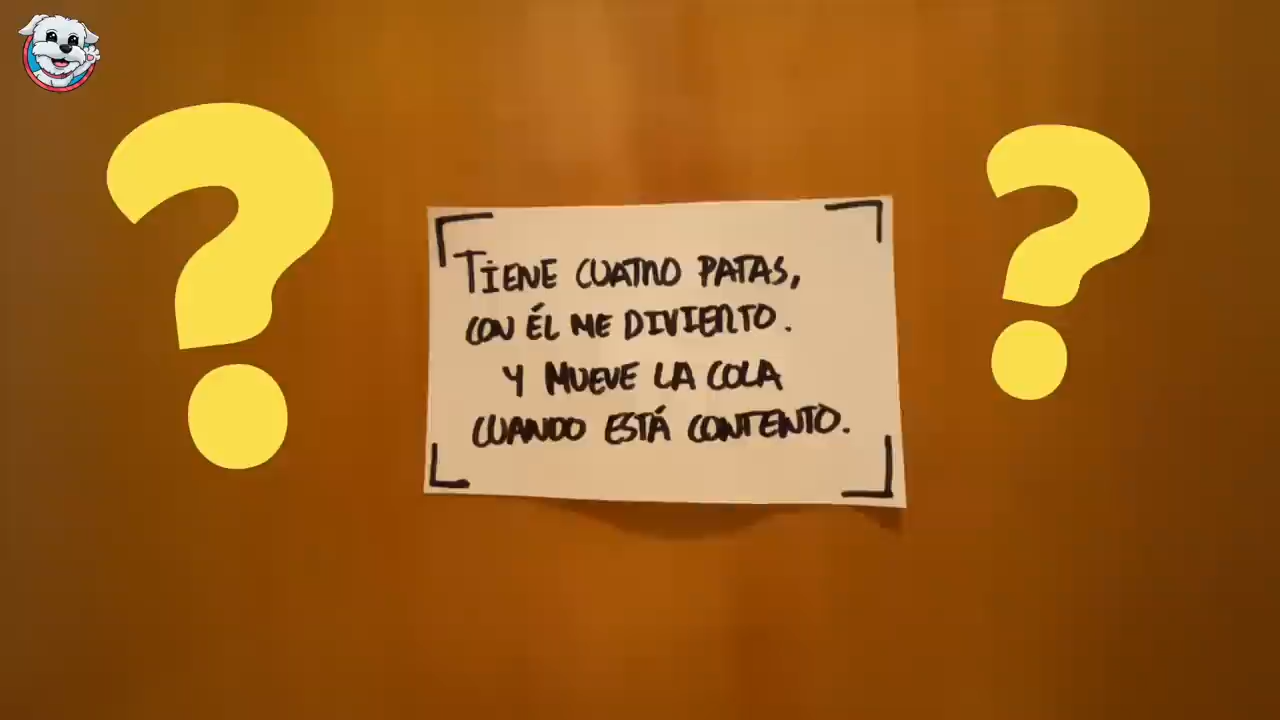 TIENE CUATRO PATAS,
CON ÉL ME DIVIERTO.
Y MUEVE LA COLA
CUANDO ESTÁ CONTENTO.